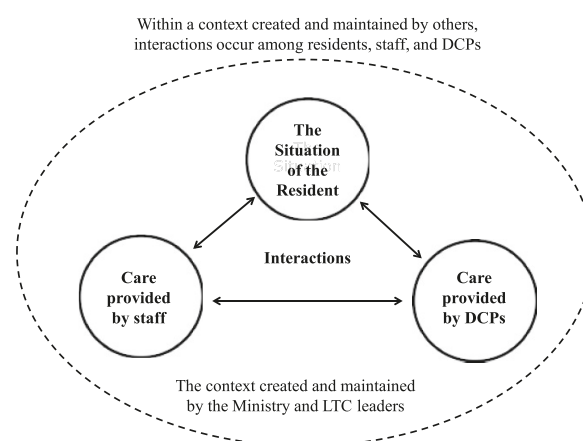 Within a context created and maintained by others,
interactions occur among residents, staff, and DCPs
The
Situation
of the
Resident
Interactions
Care
provided
by staff
Care
provided
by DCPs
The context created and maintained
by the Ministry and LTC leaders